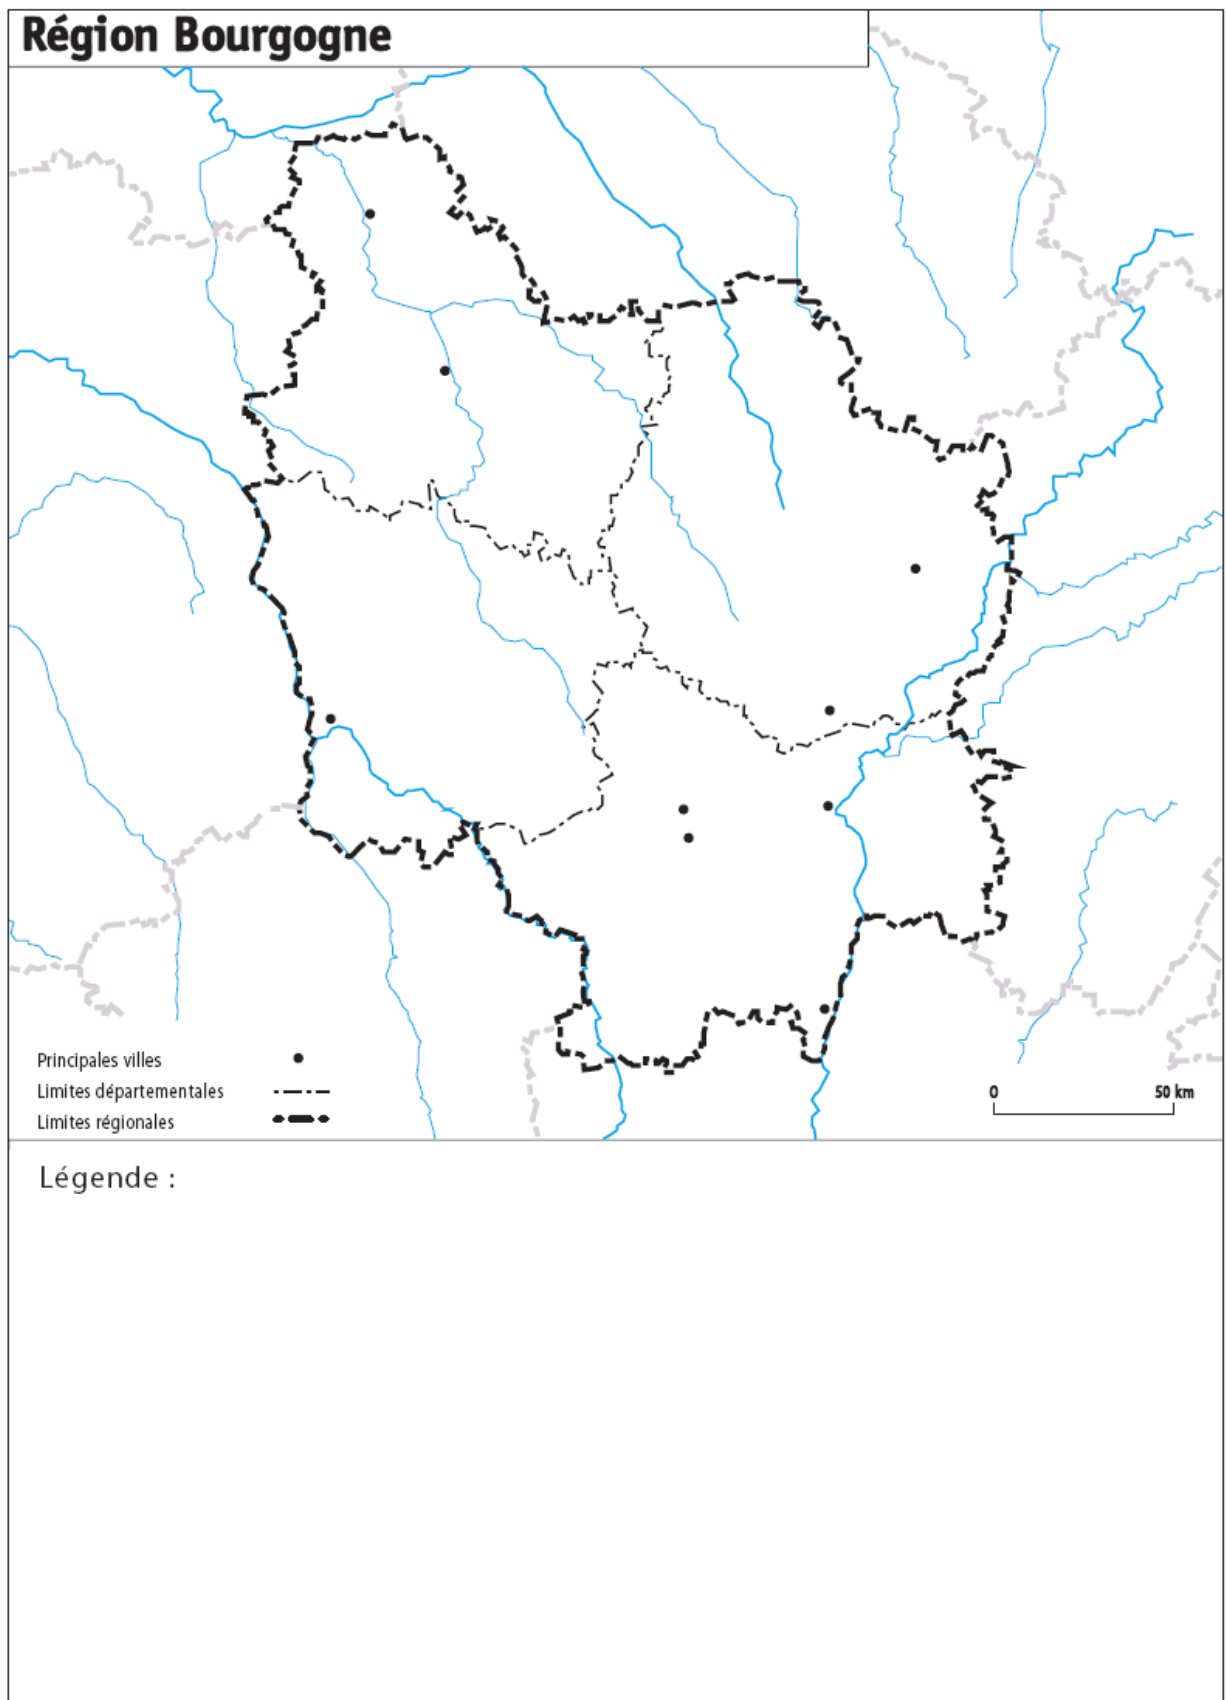 Région Bourgogne
Principales villes
Limites départementales
Limites régionales
0 50 km
Légende :